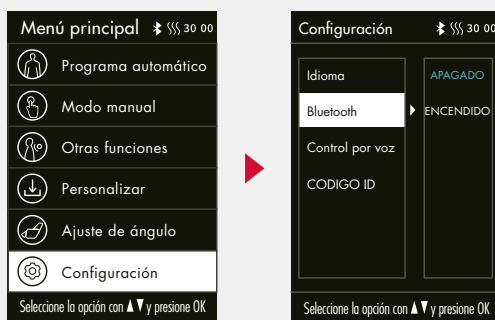 Menú principal 30 00
Programa automático
Modo manual
Otras funciones
Personalizar
Ajuste de ángulo
Configuración
Seleccione la opción con ▲▼ y presione OK
Configuración 30 00
Idioma
Bluetooth
Control por voz
CODIGO ID
APAGADO
ENCENDIDO
Seleccione la opción con ▲▼ y presione OK